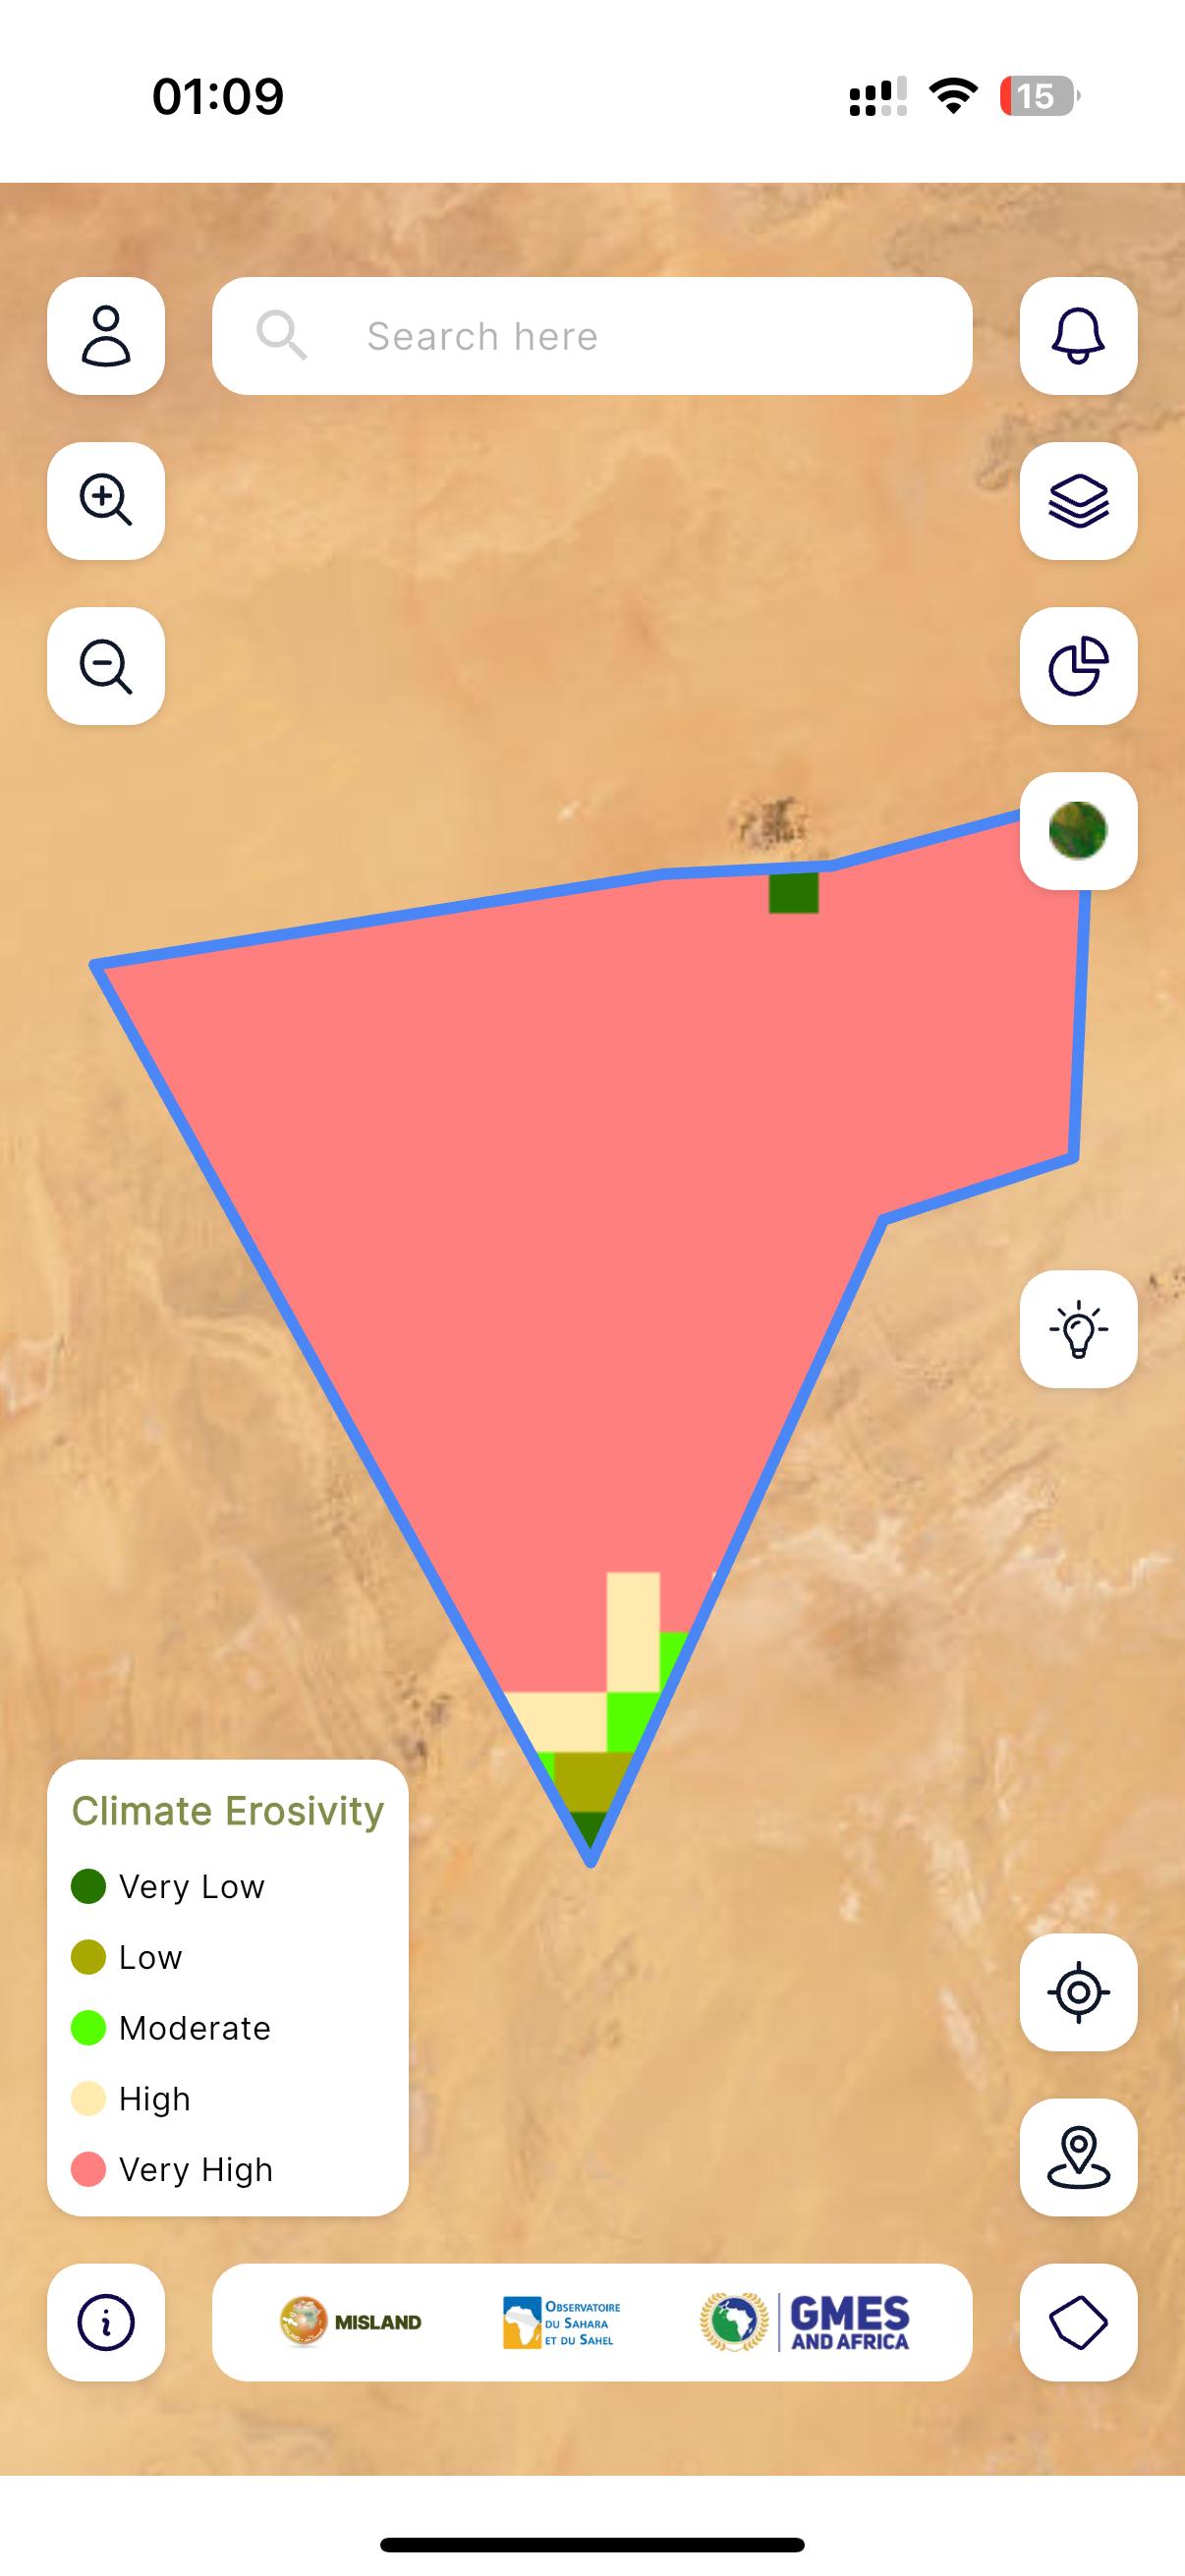 01:09
15
Search here
Climate Erosivity
Very Low
Low
Moderate
High
Very High
MISLAND
OBSERVATOIRE
DU SAHARA
ET DU SAHEL
GMES
AND AFRICA